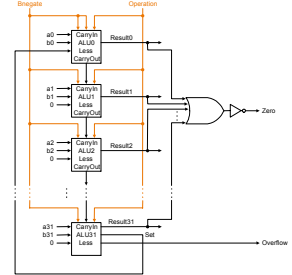 Bnegate Operation
a0 CarryIn Result0
b0 ALU0
Less
CarryOut
a1 CarryIn Result1
b1 ALU1
0 Less
CarryOut
Zero
a2 CarryIn Result2
b2 ALU2
0 Less
CarryOut
a31 CarryIn Result31
b31 ALU31 Set
0 Less Overflow